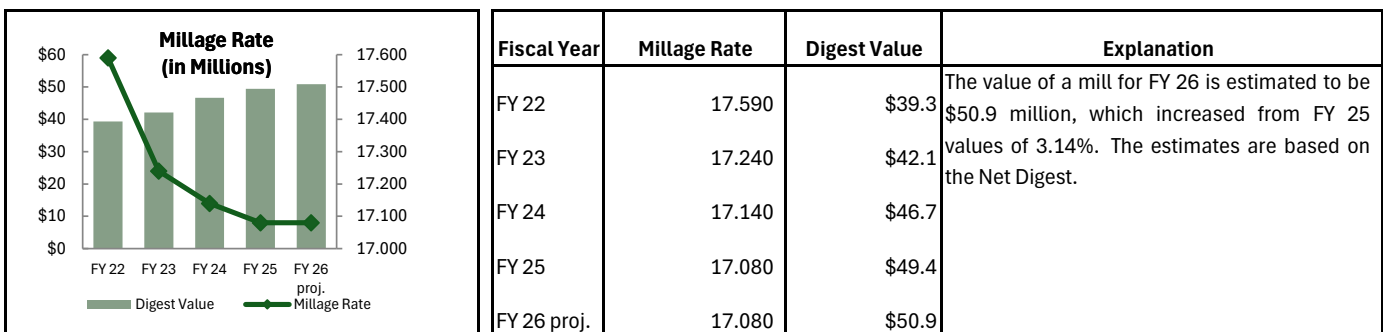 Millage Rate
(in Millions)
$60
$50
$40
$30
$20
$10
$0
17.600
17.500
17.400
17.300
17.200
17.100
17.000
FY 22 FY 23 FY 24 FY 25 FY 26
proj.
Digest Value Millage Rate
Fiscal Year Millage Rate Digest Value Explanation
FY 22 17.590 $39.3
FY 23 17.240 $42.1
FY 24 17.140 $46.7
FY 25 17.080 $49.4
FY 26 proj. 17.080 $50.9
The value of a mill for FY 26 is estimated to be
$50.9 million, which increased from FY 25
values of 3.14%. The estimates are based on
the Net Digest.